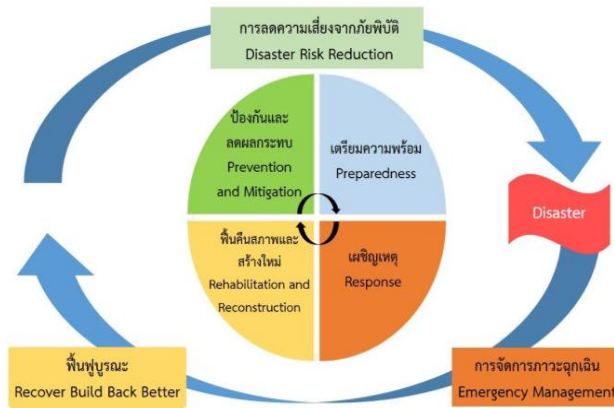 การลดความเสี่ยงจากภัยพิบัติ
Disaster Risk Reduction
ป้องกันและ
ลดผลกระทบ
Prevention
and Mitigation
เตรียมความพร้อม
Preparedness
Disaster
ฟื้นคืนสภาพและ
สร้างใหม่
Rehabilitation and
Reconstruction
เผชิญเหตุ
Response
ฟื้นฟูบูรณะ
Recover Build Back Better
การจัดการภาวะฉุกเฉิน
Emergency Management